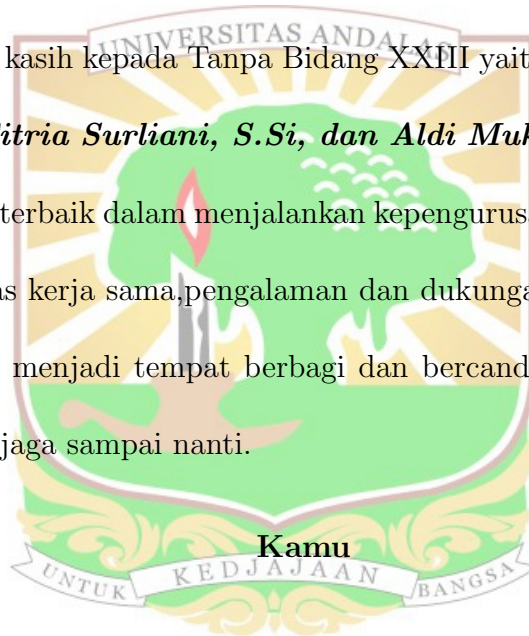 UNIVERSITAS ANDALAS
kasih kepada Tanpa Bidang XXIII yait
itria Surliani, S.Si, dan Aldi Muk
terbaik dalam menjalankan kepengurus
as kerja sama,pengalaman dan dukunga
menjadi tempat berbagi dan bercand
jaga sampai nanti.
Kamu
UNTUK KEDJAJAAN BANGSA